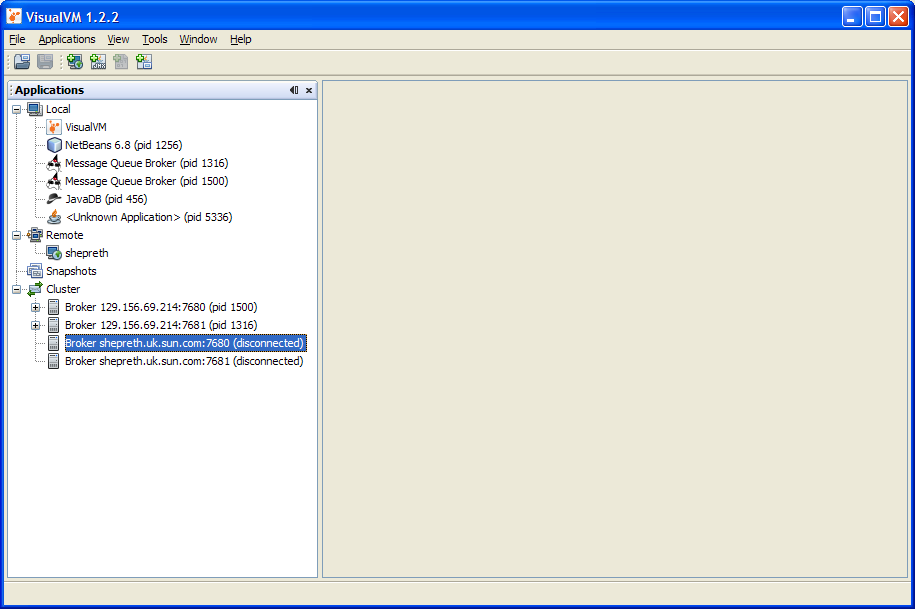 VisualVM 1.2.2
File Applications View Tools Window Help
Applications
Local
VisualVM
NetBeans 6.8 (pid 1256)
Message Queue Broker (pid 1316)
Message Queue Broker (pid 1500)
JavaDB (pid 456)
<Unknown Application> (pid 5336)
Remote
shepreth
Snapshots
Cluster
Broker 129.156.69.214:7680 (pid 1500)
Broker 129.156.69.214:7681 (pid 1316)
Broker shepreth.uk.sun.com:7680 (disconnected)
Broker shepreth.uk.sun.com:7681 (disconnected)